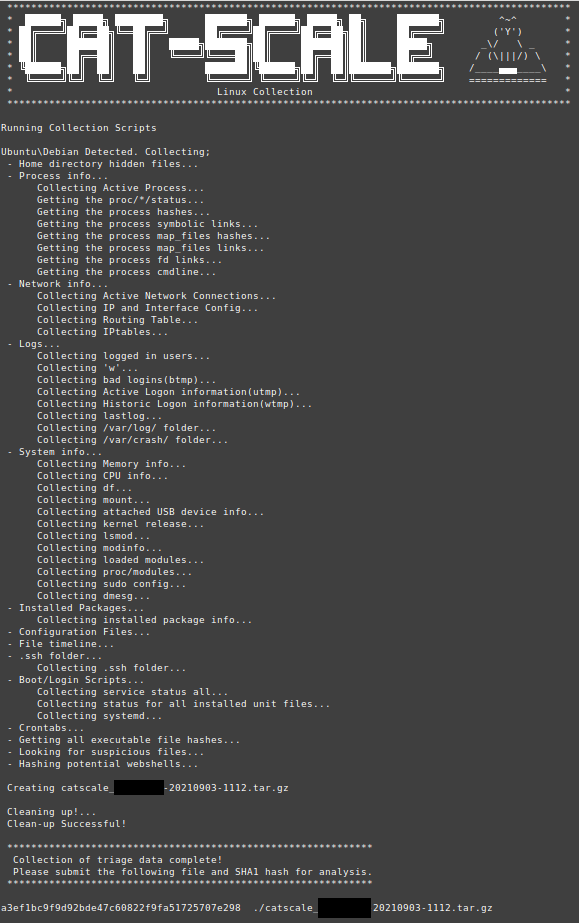 CAT-SCALE
Linux Collection
Running Collection Scripts
Ubuntu\Debian Detected. Collecting;
- Home directory hidden files...
- Process info...
Collecting Active Process...
Getting the proc/*/status...
Getting the process hashes...
Getting the process symbolic links...
Getting the process map_files hashes...
Getting the process map_files links...
Getting the process fd links...
Getting the process cmdline...
- Network info...
Collecting Active Network Connections...
Collecting IP and Interface Config...
Collecting Routing Table...
Collecting IPtables...
- Logs...
Collecting logged in users...
Collecting 'w'...
Collecting bad logins(btmp)...
Collecting Active Logon information(utmp)...
Collecting Historic Logon information(wtmp)...
Collecting lastlog...
Collecting /var/log/ folder...
Collecting /var/crash/ folder...
- System info...
Collecting Memory info...
Collecting CPU info...
Collecting df...
Collecting mount...
Collecting attached USB device info...
Collecting kernel release...
Collecting lsmod...
Collecting modinfo...
Collecting loaded modules...
Collecting proc/modules...
Collecting sudo config...
Collecting dmesg...
- Installed Packages...
Collecting installed package info...
- Configuration Files...
- File timeline...
- .ssh folder...
Collecting .ssh folder...
- Boot/Login Scripts...
Collecting service status all...
Collecting status for all installed unit files...
Collecting systemd...
- Crontabs...
- Getting all executable file hashes...
- Looking for suspicious files...
- Hashing potential webshells...
Creating catscale_ -20210903-1112.tar.gz
Cleaning up!...
Clean-up Successful!
*************************************************************
Collection of triage data complete!
Please submit the following file and SHA1 hash for analysis.
*************************************************************
a3ef1bc9f9d92bde47c60822f9fa51725707e298 ./catscale_ 20210903-1112.tar.gz